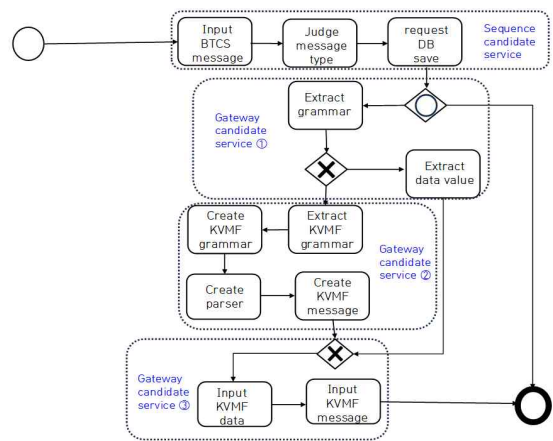 Input
BTCS
message
Judge
message
type
request
DB
save
Sequence
candidate
service
Extract
grammar
Gateway
candidate
service ①
Extract
data value
Create
KVMF
grammar
Extract
KVMF
grammar
Gateway
candidate
service ②
Create
parser
Create
KVMF
message
Gateway
candidate
service ③
Input
KVMF
data
Input
KVMF
message